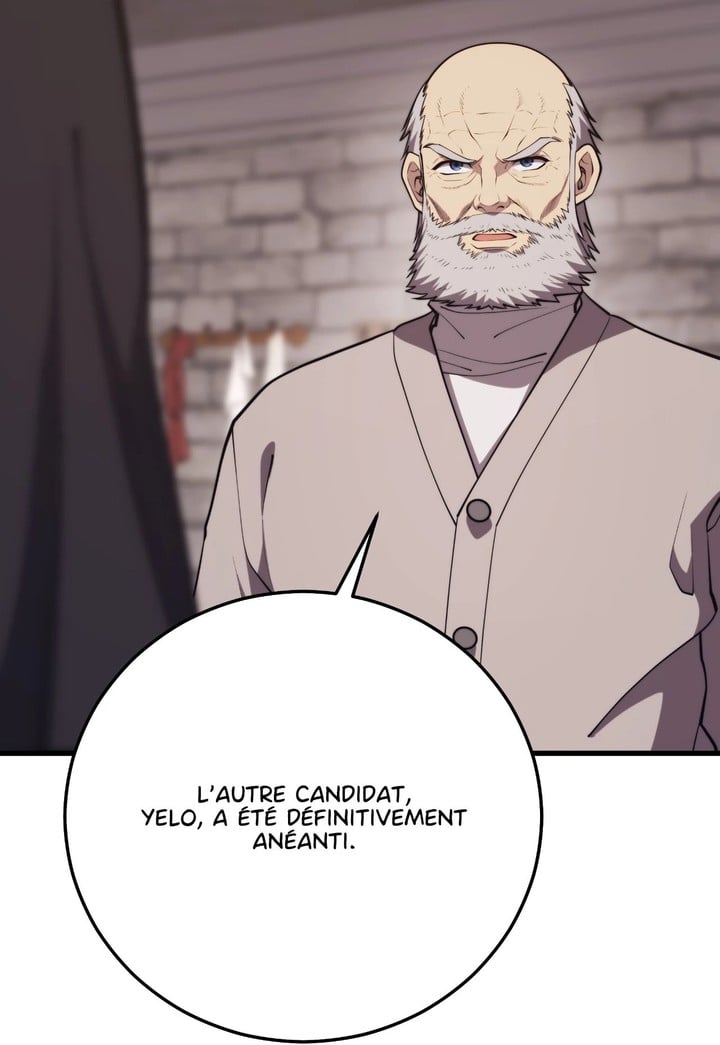 L'AUTRE CANDIDAT,
YELO, A ÉTÉ DÉFINITIVEMENT
ANÉANTI.